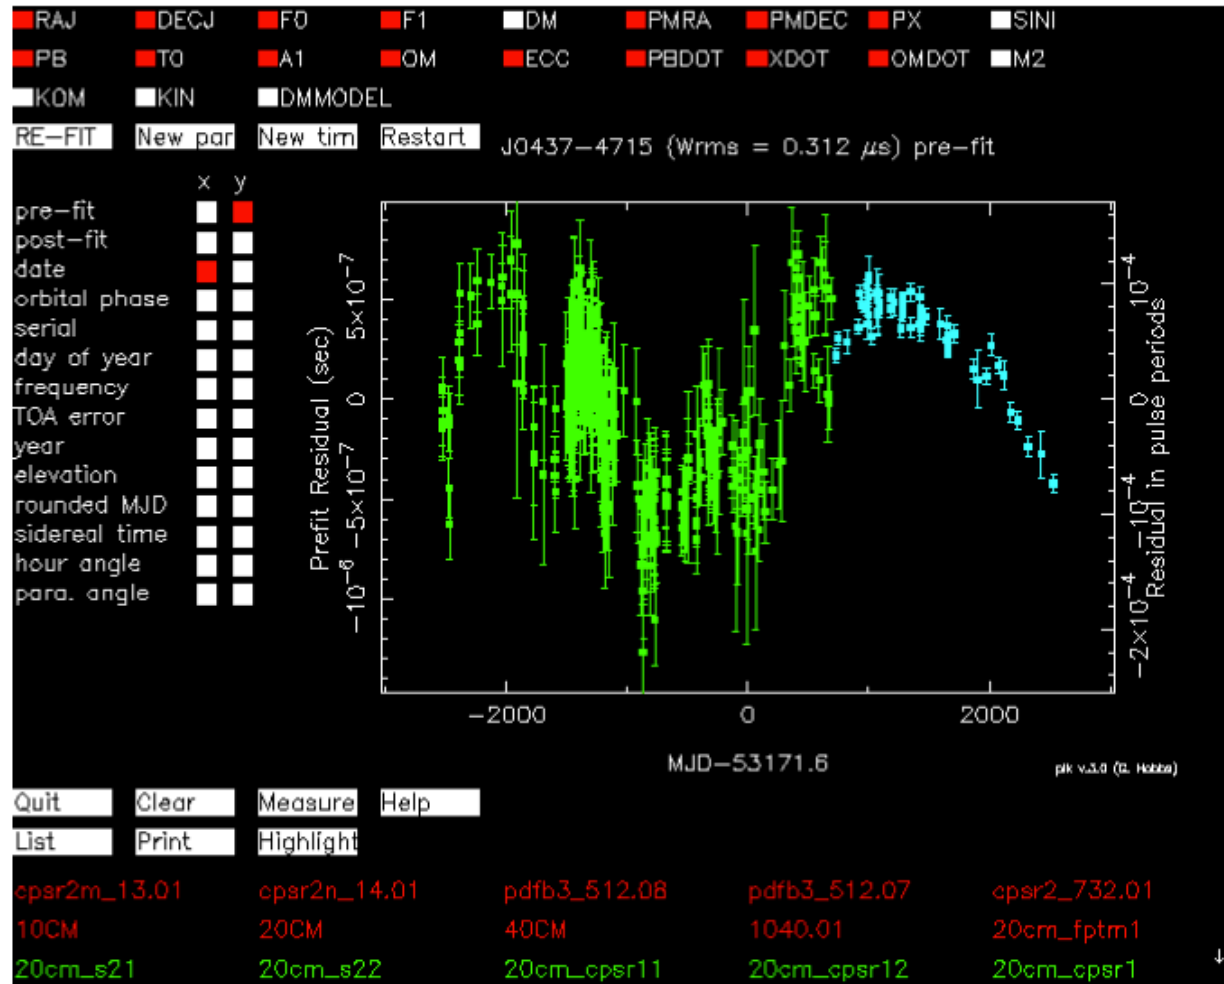 RAJ DECJ F0 F1 DM PMRA PMDEC PX SINI
PB T0 A1 OM ECC PBDOT XDOT OMDOT M2
KOM KIN DMMODEL
RE-FIT New par New tim Restart
J0437-4715 (Wrms = 0.312 μs) pre-fit
x y
pre-fit
post-fit
date
orbital phase
serial
day of year
frequency
TOA error
year
elevation
rounded MJD
sidereal time
hour angle
para. angle
Prefit Residual (sec)
5×10⁻⁷
0
-5×10⁻⁷
-10⁻⁶
10⁻⁴
0
-10⁻⁴
-2×10⁻⁴
Residual in pulse periods
-2000 0 2000
MJD-53171.6
plk v.3.0 (G. Hobbs)
Quit Clear Measure Help
List Print Highlight
cpsr2m_13.01 cpsr2n_14.01 pdfb3_512.08 pdfb3_512.07 cpsr2_732.01
10CM 20CM 40CM 1040.01 20cm_fptm1
20cm_s21 20cm_s22 20cm_cpsr11 20cm_cpsr12 20cm_cpsr1